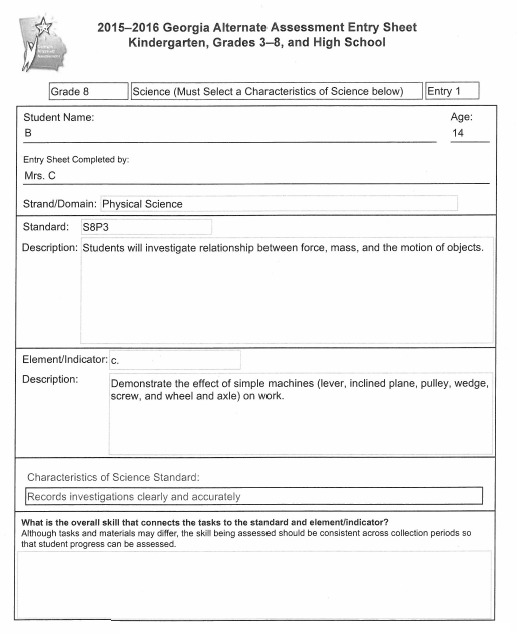 2015–2016 Georgia Alternate Assessment Entry Sheet
Kindergarten, Grades 3–8, and High School
Grade 8 Science (Must Select a Characteristics of Science below) Entry 1
Student Name: Age:
B 14
Entry Sheet Completed by:
Mrs. C
Strand/Domain: Physical Science
Standard: S8P3
Description: Students will investigate relationship between force, mass, and the motion of objects.
Element/Indicator: c.
Description: Demonstrate the effect of simple machines (lever, inclined plane, pulley, wedge,
screw, and wheel and axle) on work.
Characteristics of Science Standard:
Records investigations clearly and accurately
What is the overall skill that connects the tasks to the standard and element/indicator?
Although tasks and materials may differ, the skill being assessed should be consistent across collection periods so
that student progress can be assessed.